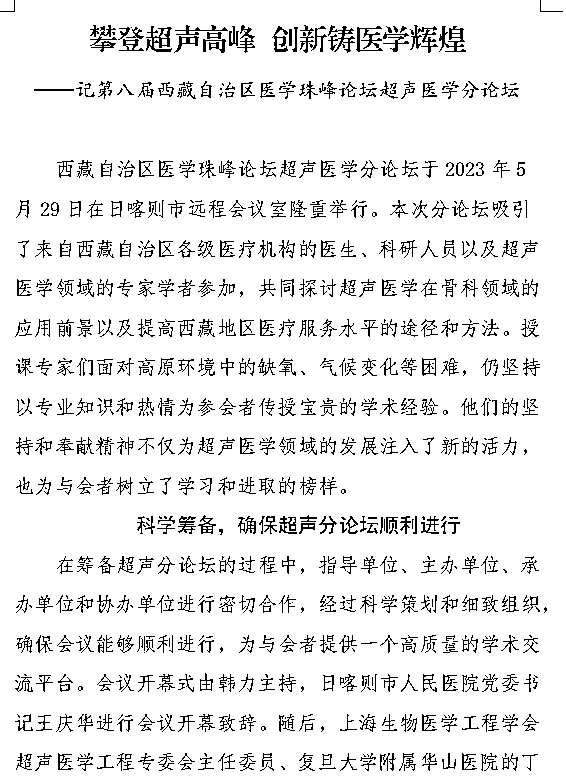 攀登超声高峰 创新铸医学辉煌
——记第八届西藏自治区医学珠峰论坛超声医学分论坛
西藏自治区医学珠峰论坛超声医学分论坛于 2023 年 5
月 29 日在日喀则市远程会议室隆重举行。本次分论坛吸引
了来自西藏自治区各级医疗机构的医生、科研人员以及超声
医学领域的专家学者参加，共同探讨超声医学在骨科领域的
应用前景以及提高西藏地区医疗服务水平的途径和方法。授
课专家们面对高原环境中的缺氧、气候变化等困难，仍坚持
以专业知识和热情为参会者传授宝贵的学术经验。他们的坚
持和奉献精神不仅为超声医学领域的发展注入了新的活力，
也为与会者树立了学习和进取的榜样。
科学筹备，确保超声分论坛顺利进行
在筹备超声分论坛的过程中，指导单位、主办单位、承
办单位和协办单位进行密切合作，经过科学策划和细致组织，
确保会议能够顺利进行，为与会者提供一个高质量的学术交
流平台。会议开幕式由韩力主持，日喀则市人民医院党委书
记王庆华进行会议开幕致辞。随后，上海生物医学工程学会
超声医学工程专委会主任委员、复旦大学附属华山医院的丁